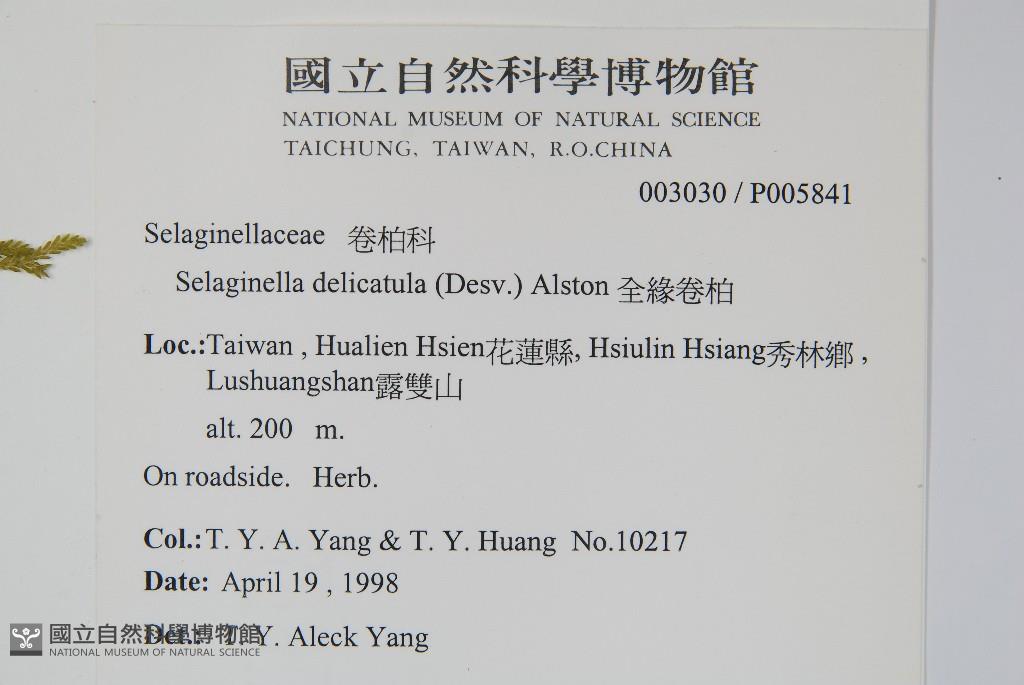 國立自然科學博物館
NATIONAL MUSEUM OF NATURAL SCIENCE
TAICHUNG, TAIWAN, R.O.CHINA
003030 / P005841
Selaginellaceae 卷柏科
Selaginella delicatula (Desv.) Alston 全緣卷柏
Loc.:Taiwan , Hualien Hsien花蓮縣, Hsiulin Hsiang秀林鄉 ,
Lushuangshan露雙山
alt. 200 m.
On roadside. Herb.
Col.:T. Y. A. Yang & T. Y. Huang No.10217
Date: April 19 , 1998
Det.: T. Y. Aleck Yang
國立自然科學博物館
NATIONAL MUSEUM OF NATURAL SCIENCE